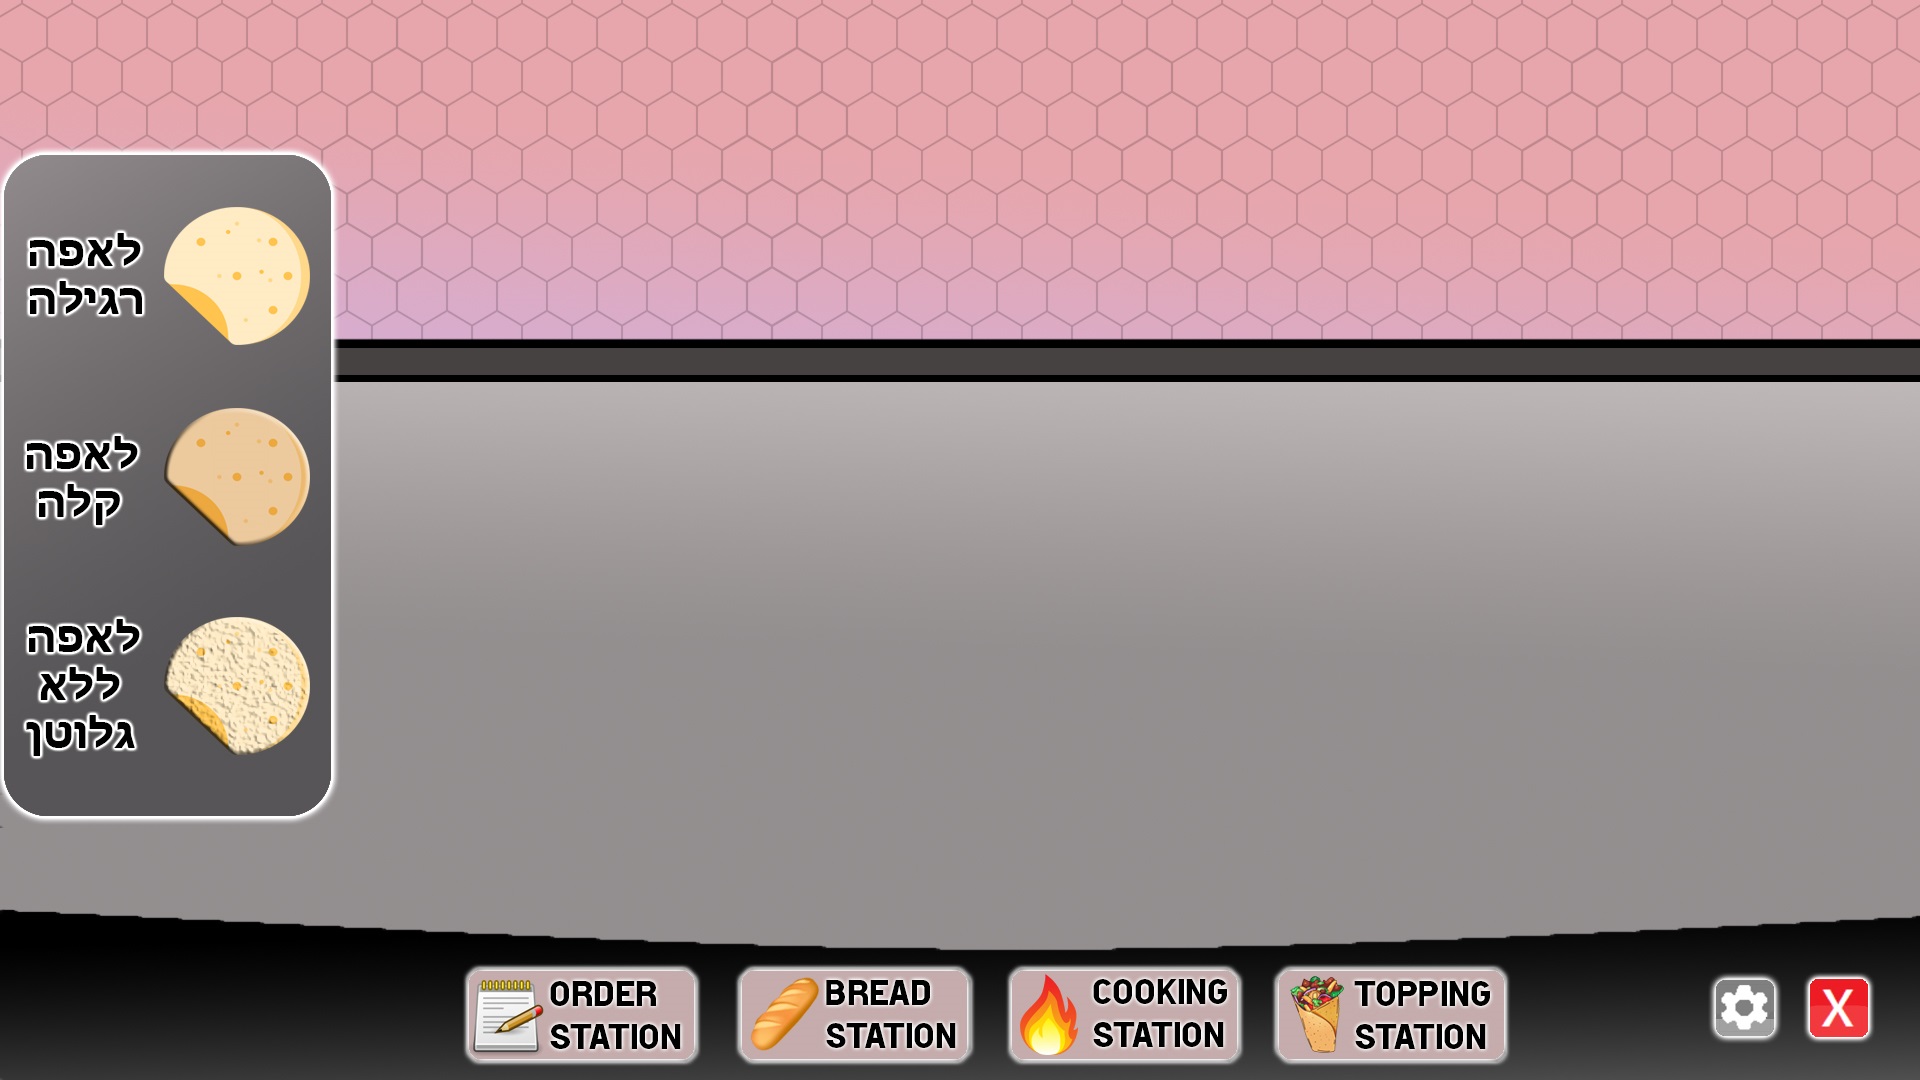 לאפה
רגילה
לאפה
קלה
לאפה
ללא
גלוטן
ORDER
STATION
BREAD
STATION
COOKING
STATION
TOPPING
STATION
X